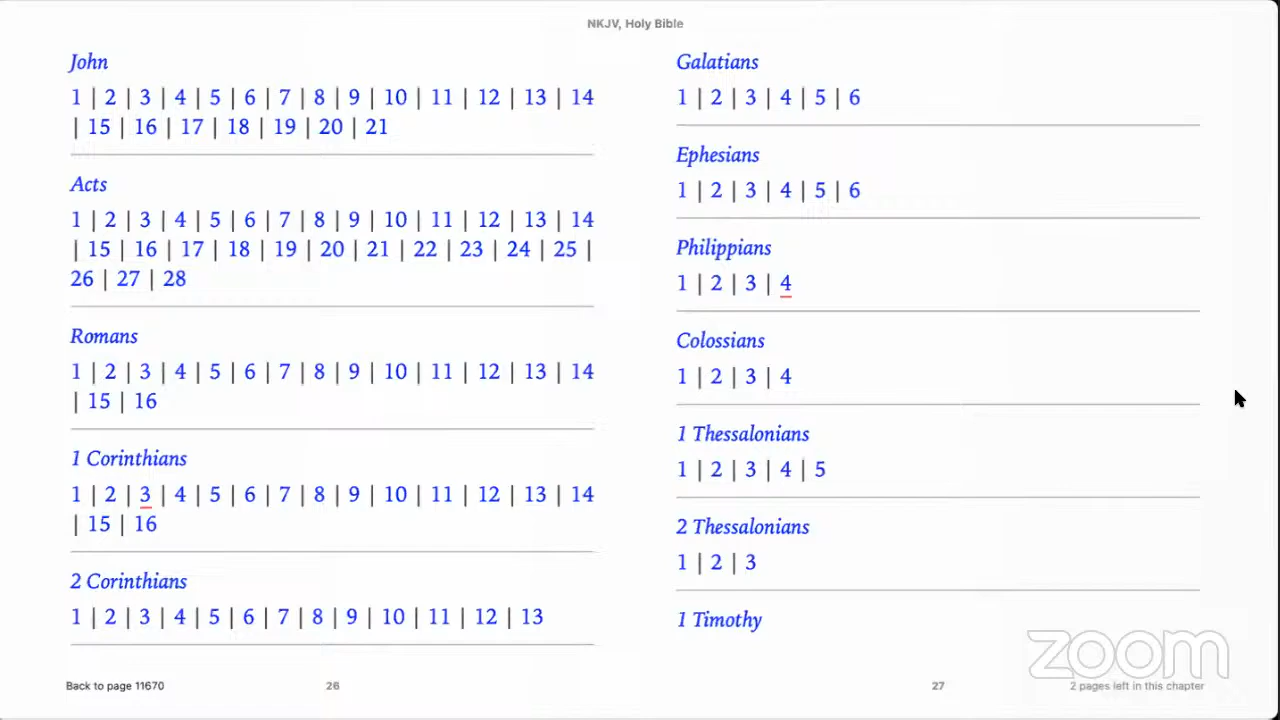 NKJV, Holy Bible
John
1 | 2 | 3 | 4 | 5 | 6 | 7 | 8 | 9 | 10 | 11 | 12 | 13 | 14
| 15 | 16 | 17 | 18 | 19 | 20 | 21
Acts
1 | 2 | 3 | 4 | 5 | 6 | 7 | 8 | 9 | 10 | 11 | 12 | 13 | 14
| 15 | 16 | 17 | 18 | 19 | 20 | 21 | 22 | 23 | 24 | 25 |
26 | 27 | 28
Romans
1 | 2 | 3 | 4 | 5 | 6 | 7 | 8 | 9 | 10 | 11 | 12 | 13 | 14
| 15 | 16
1 Corinthians
1 | 2 | 3 | 4 | 5 | 6 | 7 | 8 | 9 | 10 | 11 | 12 | 13 | 14
| 15 | 16
2 Corinthians
1 | 2 | 3 | 4 | 5 | 6 | 7 | 8 | 9 | 10 | 11 | 12 | 13
Back to page 11670
26
Galatians
1 | 2 | 3 | 4 | 5 | 6
Ephesians
1 | 2 | 3 | 4 | 5 | 6
Philippians
1 | 2 | 3 | 4
Colossians
1 | 2 | 3 | 4
1 Thessalonians
1 | 2 | 3 | 4 | 5
2 Thessalonians
1 | 2 | 3
1 Timothy
zoom
27
2 pages left in this chapter